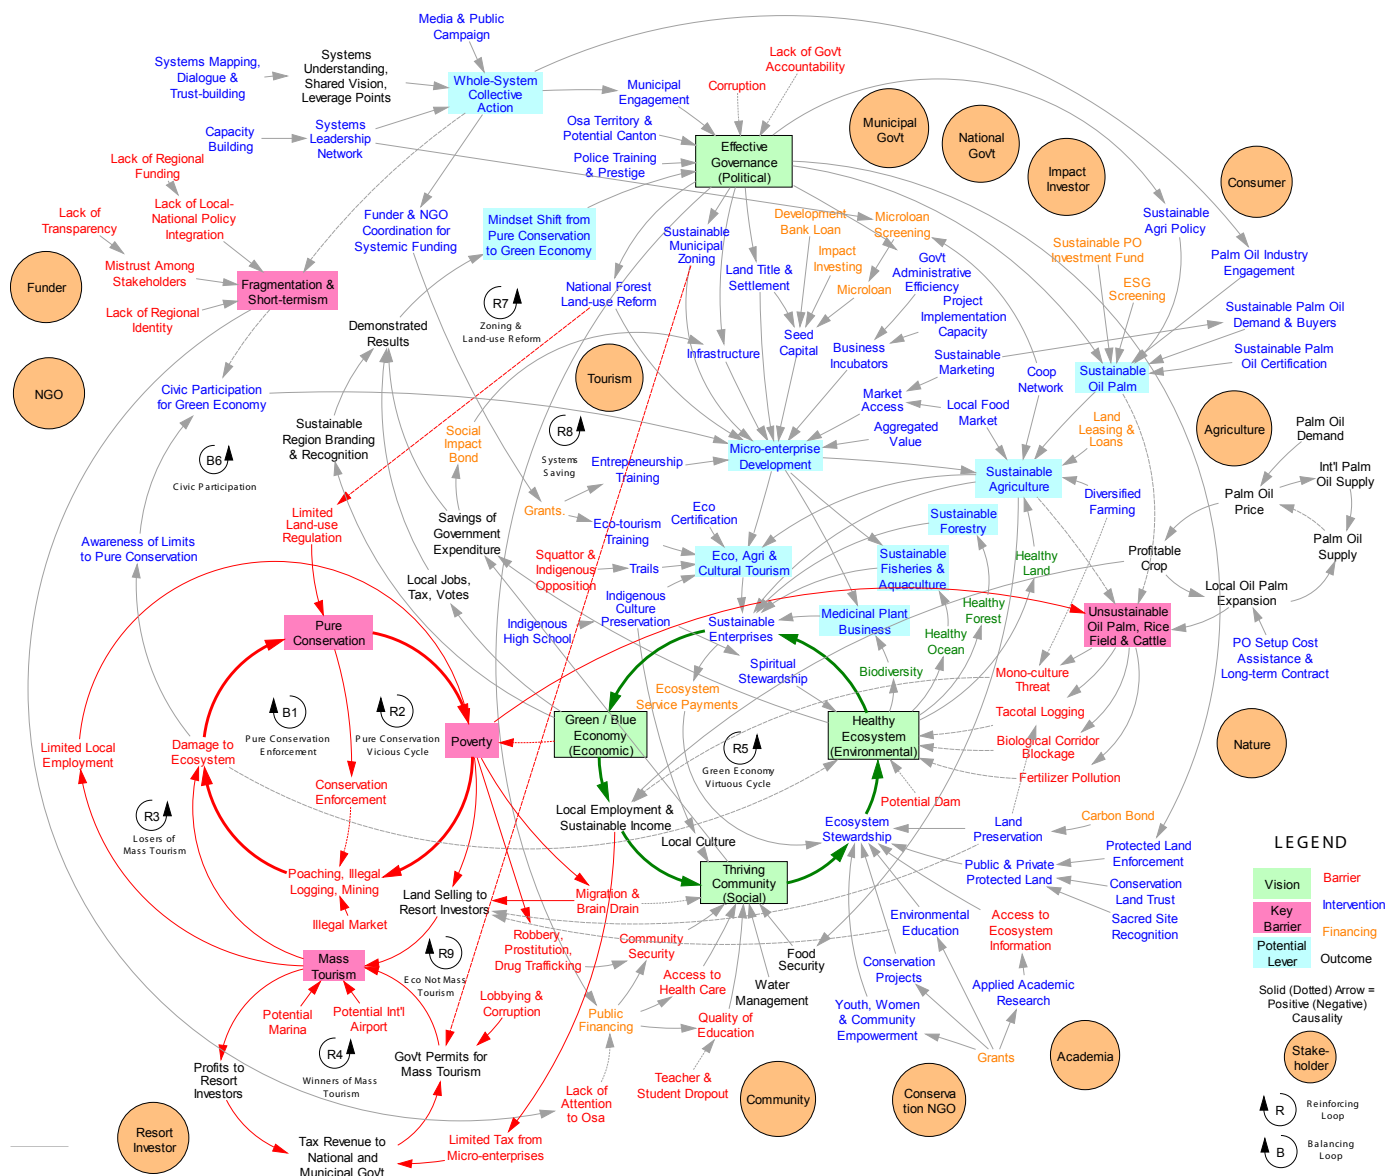 Media & Public
Campaign
Systems Mapping,
Dialogue &
Trust-building
Systems
Understanding,
Shared Vision,
Leverage Points
Whole-System
Collective
Action
Municipal
Engagement
Lack of Gov't
Accountability
Corruption
Capacity
Building
Systems
Leadership
Network
Osa Territory &
Potential Canton
Police Training
& Prestige
Effective
Governance
(Political)
Municipal
Gov't
National
Gov't
Impact
Investor
Consumer
Lack of Regional
Funding
Lack of Local-
National Policy
Integration
Lack of
Transparency
Mistrust Among
Stakeholders
Lack of Regional
Identity
Fragmentation &
Short-termism
Funder
NGO
Funder & NGO
Coordination for
Systemic Funding
Mindset Shift from
Pure Conservation
to Green Economy
Sustainable
Municipal
Zoning
Development
Bank Loan
Microloan
Screening
Impact
Investing
Microloan
Land Title &
Settlement
Gov't
Administrative
Efficiency
Sustainable PO
Investment Fund
Sustainable
Agri Policy
Palm Oil Industry
Engagement
ESG
Screening
Sustainable Palm Oil
Demand & Buyers
Sustainable Palm
Oil Certification
R7
Zoning &
Land-use Reform
National Forest
Land-use Reform
Demonstrated
Results
Infrastructure
Seed
Capital
Project
Implementation
Capacity
Business
Incubators
Sustainable
Marketing
Coop
Network
Sustainable
Oil Palm
Tourism
Market
Access
Local Food
Market
Aggregated
Value
Land
Leasing &
Loans
Agriculture
Palm Oil
Demand
Civic Participation
for Green Economy
Sustainable
Region Branding
& Recognition
Social
Impact
Bond
R8
Systems
Saving
B6
Civic Participation
Entrepeneurship
Training
Micro-enterprise
Development
Sustainable
Agriculture
Diversified
Farming
Int'l Palm
Oil Supply
Palm Oil
Price
Palm Oil
Supply
Grants.
Eco-tourism
Training
Eco
Certification
Sustainable
Forestry
Limited
Land-use
Regulation
Savings of
Government
Expenditure
Awareness of Limits
to Pure Conservation
Squattor &
Indigenous
Opposition
Trails
Eco, Agri &
Cultural Tourism
Sustainable
Fisheries &
Aquaculture
Healthy
Land
Profitable
Crop
Local Jobs,
Tax, Votes
Indigenous
Culture
Preservation
Indigenous
High School
Sustainable
Enterprises
Medicinal Plant
Business
Healthy
Forest
Healthy
Ocean
Local Oil Palm
Expansion
Unsustainable
Oil Palm, Rice
Field & Cattle
PO Setup Cost
Assistance &
Long-term Contract
Pure
Conservation
Spiritual
Stewardship
Biodiversity
Mono-culture
Threat
Ecosystem
Service Payments
B1
Pure Conservation
Enforcement
R2
Pure Conservation
Vicious Cycle
Limited Local
Employment
Damage to
Ecosystem
Poverty
Green / Blue
Economy
(Economic)
R5
Green Economy
Virtuous Cycle
Healthy
Ecosystem
(Environmental)
Tacotal Logging
Biological Corridor
Blockage
Fertilizer Pollution
Nature
Conservation
Enforcement
Potential Dam
R3
Losers of
Mass Tourism
Local Employment &
Sustainable Income
Local Culture
Ecosystem
Stewardship
Land
Preservation
Carbon Bond
Protected Land
Enforcement
Public & Private
Protected Land
Conservation
Land Trust
Sacred Site
Recognition
Poaching, Illegal
Logging, Mining
Illegal Market
Land Selling to
Resort Investors
Migration &
Brain Drain
Thriving
Community
(Social)
Environmental
Education
Access to
Ecosystem
Information
LEGEND
Vision
Barrier
Key
Barrier
Intervention
Financing
Potential
Lever
Outcome
Solid (Dotted) Arrow =
Positive (Negative)
Causality
Stake-
holder
R
Reinforcing
Loop
B
Balancing
Loop
Mass
Tourism
R9
Eco Not Mass
Tourism
Robbery,
Prostitution,
Drug Trafficking
Community
Security
Access to
Health Care
Food
Security
Water
Management
Conservation
Projects
Applied Academic
Research
Potential
Marina
Potential Int'l
Airport
Lobbying &
Corruption
Public
Financing
Quality of
Education
Youth, Women
& Community
Empowerment
Grants
Academia
R4
Winners of Mass
Tourism
Profits to
Resort
Investors
Gov't Permits for
Mass Tourism
Teacher &
Student Dropout
Lack of
Attention
to Osa
Community
Conserva
tion NGO
Resort
Investor
Tax Revenue to
National and
Municipal Gov't
Limited Tax from
Micro-enterprises